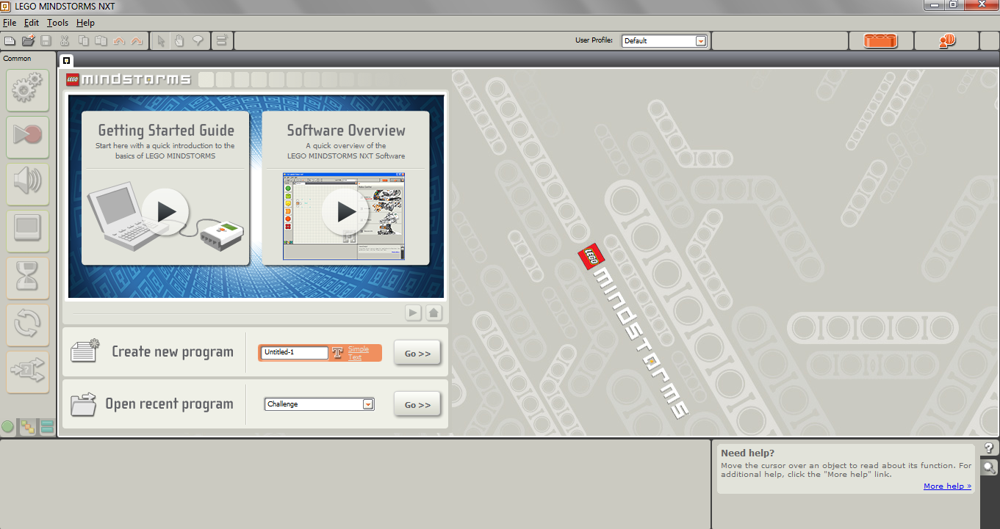 LEGO MINDSTORMS NXT
File Edit Tools Help
User Profile: Default
Common
LEGO mindstorms
Getting Started Guide
Start here with a quick introduction to the
basics of LEGO MINDSTORMS
Software Overview
A quick overview of the
LEGO MINDSTORMS NXT Software
LEGO mindstorms
Create new program
Untitled-1
T
Simple
Text
Go >>
Open recent program
Challenge
Go >>
Need help?
Move the cursor over an object to read about its function. For
additional help, click the "More help" link.
More help »